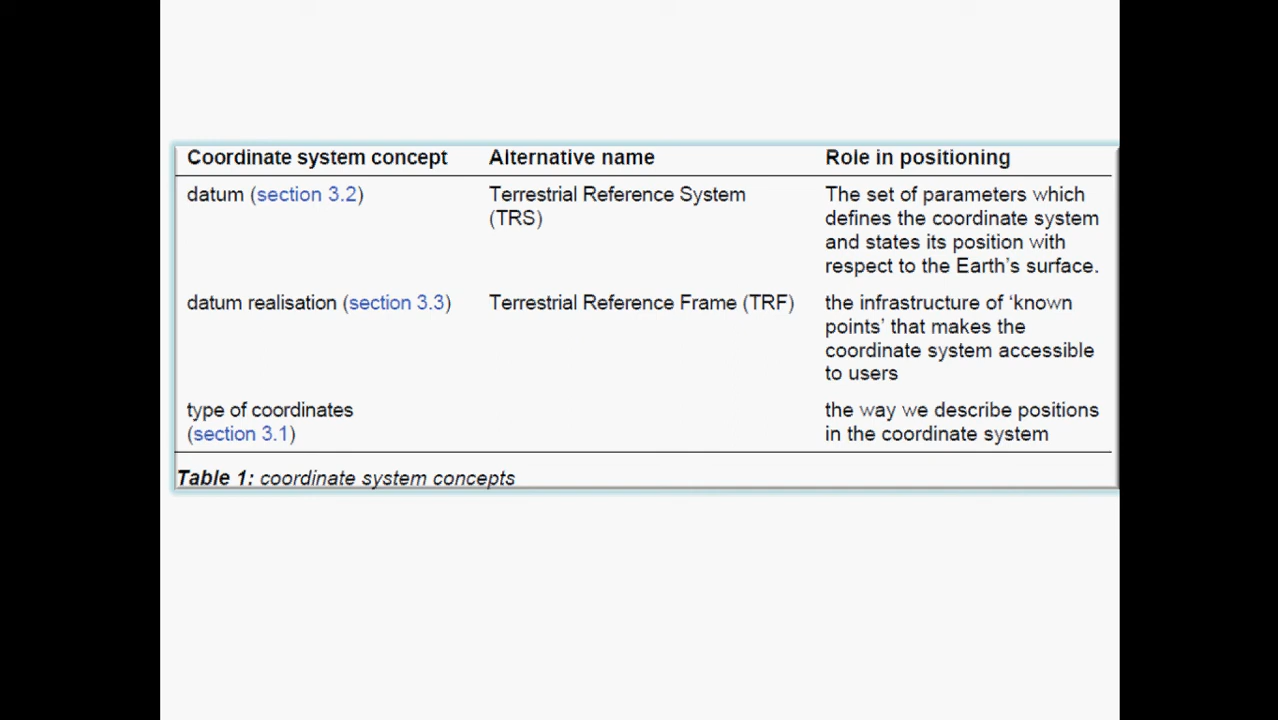 Coordinate system concept Alternative name Role in positioning
datum (section 3.2) Terrestrial Reference System The set of parameters which
(TRS) defines the coordinate system
and states its position with
respect to the Earth's surface.
datum realisation (section 3.3) Terrestrial Reference Frame (TRF) the infrastructure of ‘known
points’ that makes the
coordinate system accessible
to users
type of coordinates the way we describe positions
(section 3.1) in the coordinate system
Table 1: coordinate system concepts